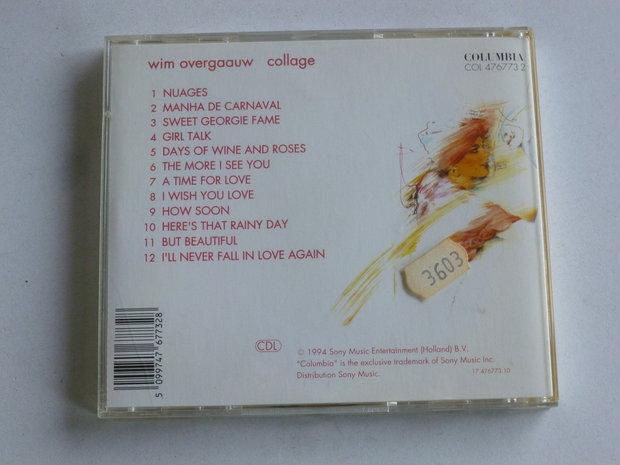 wim overgaauw collage
COLUMBIA
COL 476773 2
1 NUAGES
2 MANHA DE CARNAVAL
3 SWEET GEORGIE FAME
4 GIRL TALK
5 DAYS OF WINE AND ROSES
6 THE MORE I SEE YOU
7 A TIME FOR LOVE
8 I WISH YOU LOVE
9 HOW SOON
10 HERE'S THAT RAINY DAY
11 BUT BEAUTIFUL
12 I'LL NEVER FALL IN LOVE AGAIN
3603
5 099747 677328
CDL
© 1994 Sony Music Entertainment (Holland) B.V.
"Columbia" is the exclusive trademark of Sony Music Inc.
Distribution Sony Music.
17.476773.10